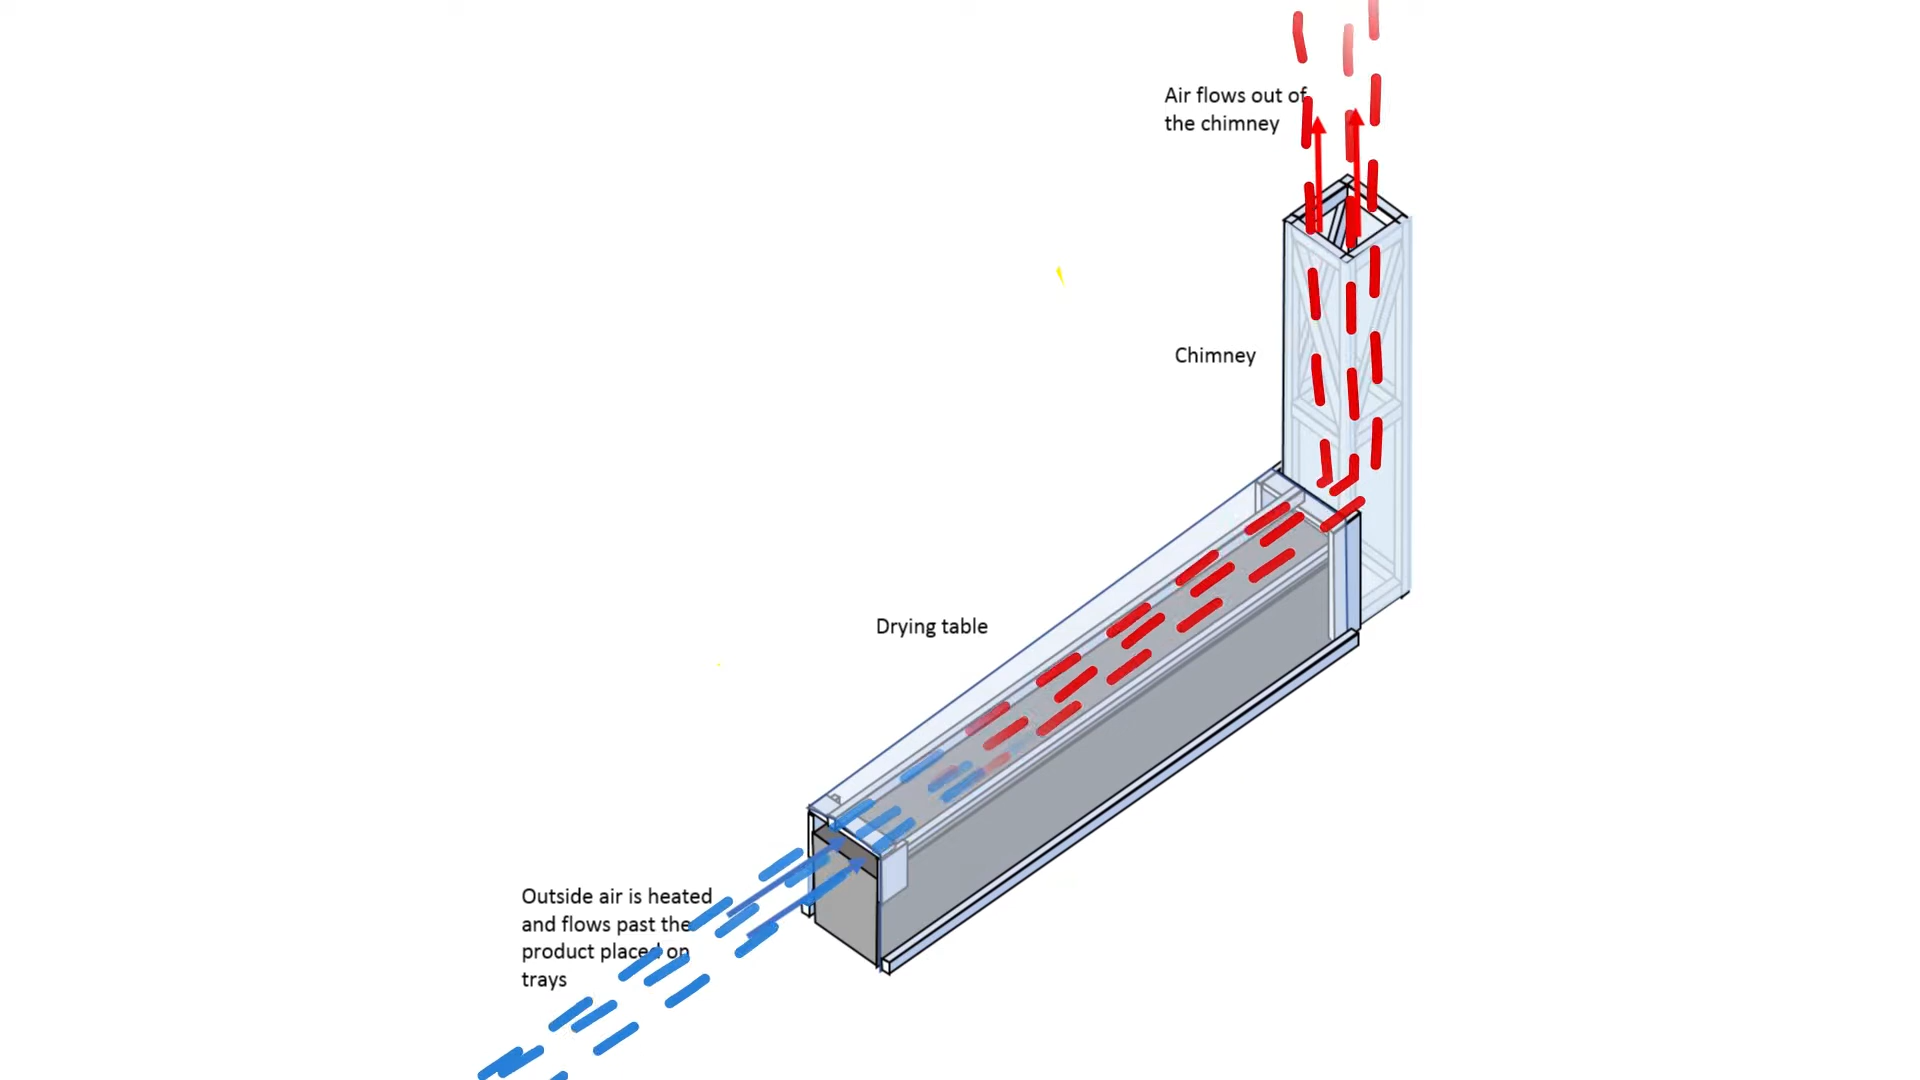 Air flows out of
the chimney
Chimney
Drying table
Outside air is heated
and flows past the
product placed on
trays